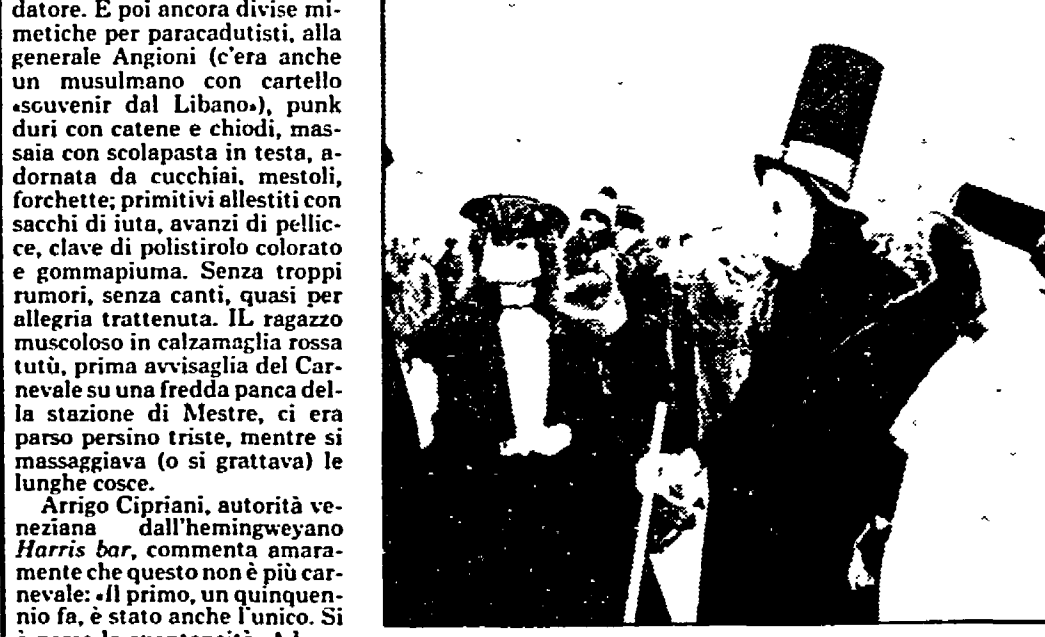 datore. E poi ancora divise mi-
metiche per paracadutisti, alla
generale Angioni (c'era anche
un musulmano con cartello
«souvenir dal Libano»), punk
duri con catene e chiodi, mas-
saia con scolapasta in testa, a-
dornata da cucchiai, mestoli,
forchette; primitivi allestiti con
sacchi di iuta, avanzi di pellic-
ce, clave di polistirolo colorato
e gommapiuma. Senza troppi
rumori, senza canti, quasi per
allegria trattenuta. IL ragazzo
muscoloso in calzamaglia rossa
tutù, prima avvisaglia del Car-
nevale su una fredda panca del-
la stazione di Mestre, ci era
parso persino triste, mentre si
massaggiava (o si grattava) le
lunghe cosce.
Arrigo Cipriani, autorità ve-
neziana dall'hemingweyano
Harris bar, commenta amara-
mente che questo non è più car-
nevale: «Il primo, un quinquen-
nio fa, è stato anche l'unico. Si